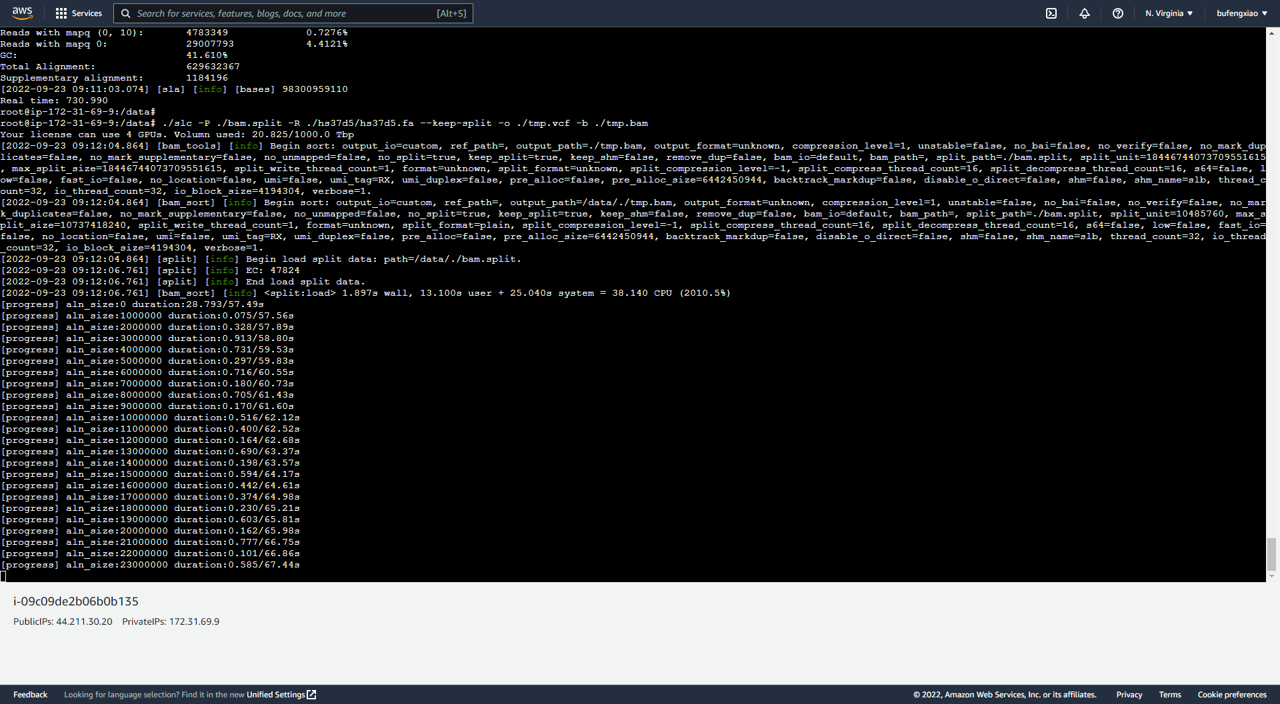 aws Services Search for services, features, blogs, docs, and more [Alt+S] N. Virginia ▼ bufengxiao ▼
Reads with mapq (0, 10): 4783349 0.7276%
Reads with mapq 0: 29007793 4.4121%
GC: 41.610%
Total Alignment: 629632367
Supplementary alignment: 1184196
[2022-09-23 09:11:03.074] [sla] [info] [bases] 98300959110
Real time: 730.990
root@ip-172-31-69-9:/data#
root@ip-172-31-69-9:/data# ./slc -P ./bam.split -R ./hs37d5/hs37d5.fa --keep-split -o ./tmp.vcf -b ./tmp.bam
Your license can use 4 GPUs. Volumn used: 20.825/1000.0 Tbp
[2022-09-23 09:12:04.864] [bam_tools] [info] Begin sort: output_io=custom, ref_path=, output_path=./tmp.bam, output_format=unknown, compression_level=1, unstable=false, no_bai=false, no_verify=false, no_mark_dup
licates=false, no_mark_supplementary=false, no_unmapped=false, no_split=true, keep_split=true, keep_shm=false, remove_dup=false, bam_io=default, bam_path=, split_path=./bam.split, split_unit=18446744073709551615
, max_split_size=18446744073709551615, split_write_thread_count=1, format=unknown, split_format=unknown, split_compression_level=-1, split_compress_thread_count=16, split_decompress_thread_count=16, s64=false, l
ow=false, fast_io=false, no_location=false, umi=false, umi_tag=RX, umi_duplex=false, pre_alloc=false, pre_alloc_size=6442450944, backtrack_markdup=false, disable_o_direct=false, shm=false, shm_name=slb, thread_c
ount=32, io_thread_count=32, io_block_size=4194304, verbose=1.
[2022-09-23 09:12:04.864] [bam_sort] [info] Begin sort: output_io=custom, ref_path=, output_path=/data/./tmp.bam, output_format=unknown, compression_level=1, unstable=false, no_bai=false, no_verify=false, no_mar
k_duplicates=false, no_mark_supplementary=false, no_unmapped=false, no_split=true, keep_split=true, keep_shm=false, remove_dup=false, bam_io=default, bam_path=, split_path=./bam.split, split_unit=10485760, max_s
plit_size=10737418240, split_write_thread_count=1, format=unknown, split_format=plain, split_compression_level=-1, split_compress_thread_count=16, split_decompress_thread_count=16, s64=false, low=false, fast_io=
false, no_location=false, umi=false, umi_tag=RX, umi_duplex=false, pre_alloc=false, pre_alloc_size=6442450944, backtrack_markdup=false, disable_o_direct=false, shm=false, shm_name=slb, thread_count=32, io_thread
_count=32, io_block_size=4194304, verbose=1.
[2022-09-23 09:12:04.864] [split] [info] Begin load split data: path=/data/./bam.split.
[2022-09-23 09:12:06.761] [split] [info] EC: 47824
[2022-09-23 09:12:06.761] [split] [info] End load split data.
[2022-09-23 09:12:06.761] [bam_sort] [info] <split:load> 1.897s wall, 13.100s user + 25.040s system = 38.140 CPU (2010.5%)
[progress] aln_size:0 duration:28.793/57.49s
[progress] aln_size:1000000 duration:0.075/57.56s
[progress] aln_size:2000000 duration:0.328/57.89s
[progress] aln_size:3000000 duration:0.913/58.80s
[progress] aln_size:4000000 duration:0.731/59.53s
[progress] aln_size:5000000 duration:0.297/59.83s
[progress] aln_size:6000000 duration:0.716/60.55s
[progress] aln_size:7000000 duration:0.180/60.73s
[progress] aln_size:8000000 duration:0.705/61.43s
[progress] aln_size:9000000 duration:0.170/61.60s
[progress] aln_size:10000000 duration:0.516/62.12s
[progress] aln_size:11000000 duration:0.400/62.52s
[progress] aln_size:12000000 duration:0.164/62.68s
[progress] aln_size:13000000 duration:0.690/63.37s
[progress] aln_size:14000000 duration:0.198/63.57s
[progress] aln_size:15000000 duration:0.594/64.17s
[progress] aln_size:16000000 duration:0.442/64.61s
[progress] aln_size:17000000 duration:0.374/64.98s
[progress] aln_size:18000000 duration:0.230/65.21s
[progress] aln_size:19000000 duration:0.603/65.81s
[progress] aln_size:20000000 duration:0.162/65.98s
[progress] aln_size:21000000 duration:0.777/66.75s
[progress] aln_size:22000000 duration:0.101/66.86s
[progress] aln_size:23000000 duration:0.585/67.44s
i-09c09de2b06b0b135
PublicIPs: 44.211.30.20 PrivateIPs: 172.31.69.9
Feedback Looking for language selection? Find it in the new Unified Settings © 2022, Amazon Web Services, Inc. or its affiliates. Privacy Terms Cookie preferences